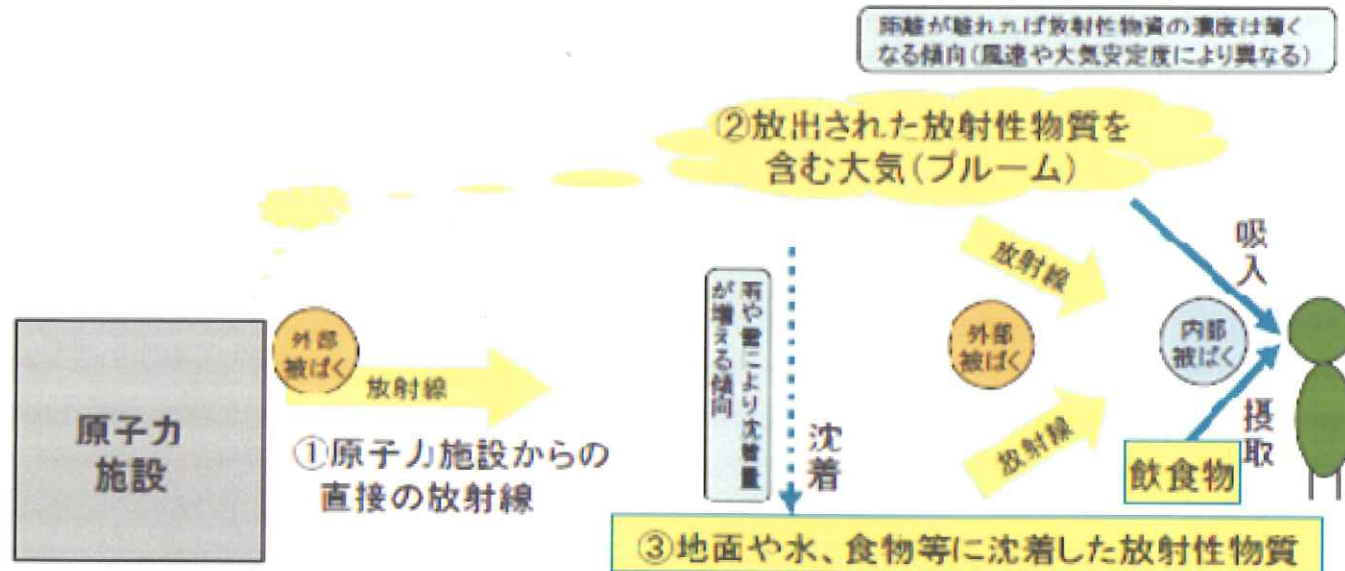 距離が離れれば放射性物資の濃度は薄く
なる傾向(風速や大気安定度により異なる)
②放出された放射性物質を
含む大気(プルーム)
吸入
放射線
雨や雪により沈着量
が増える傾向
外部
被ばく
内部
被ばく
外部
被ばく
放射線
原子力
施設
①原子力施設からの
直接の放射線
沈着
放射線
摂取
飲食物
③地面や水、食物等に沈着した放射性物質